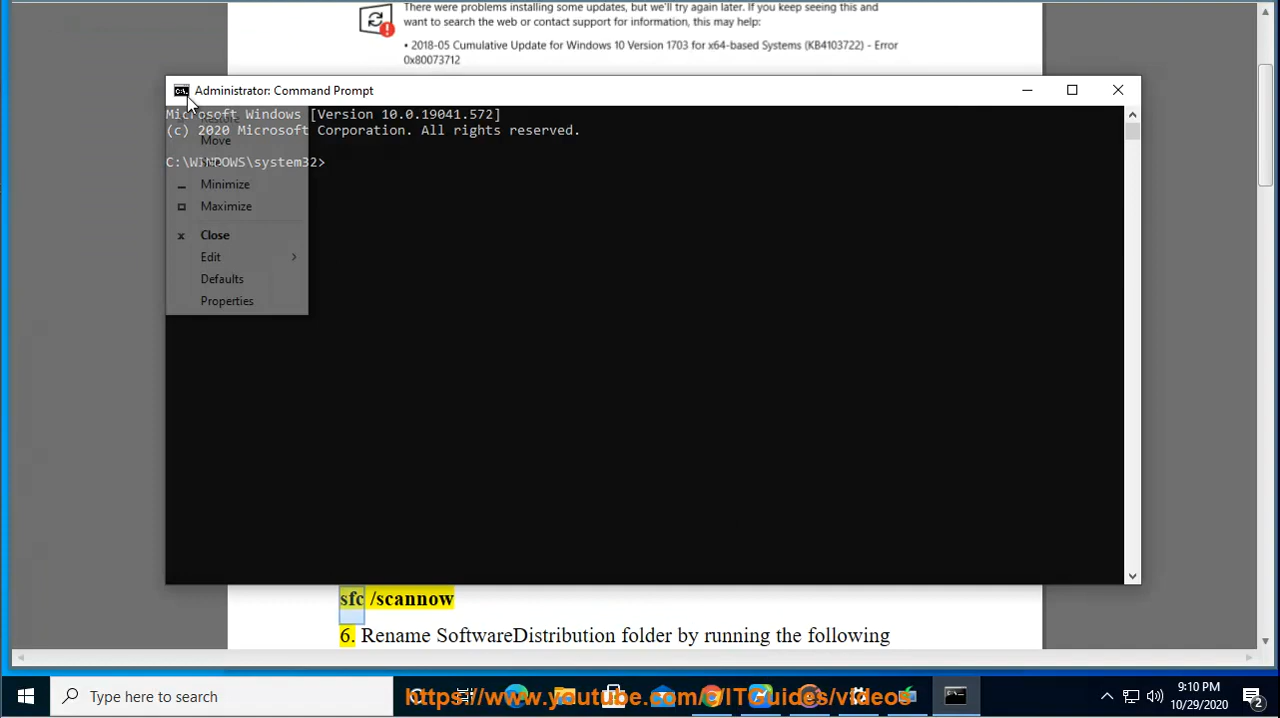 There were problems installing some updates, but we'll try again later. If you keep seeing this and
want to search the web or contact support for information, this may help:
• 2018-05 Cumulative Update for Windows 10 Version 1703 for x64-based Systems (KB4103722) - Error
0x80073712
Administrator: Command Prompt
Microsoft Windows [Version 10.0.19041.572]
(c) 2020 Microsoft Corporation. All rights reserved.
C:\WINDOWS\system32>
Restore
Move
Size
Minimize
Maximize
Close
Edit
Defaults
Properties
sfc /scannow
6. Rename SoftwareDistribution folder by running the following
Type here to search
Https://www.youtube.com/c/ITGuides/videos
9:10 PM
10/29/2020
2